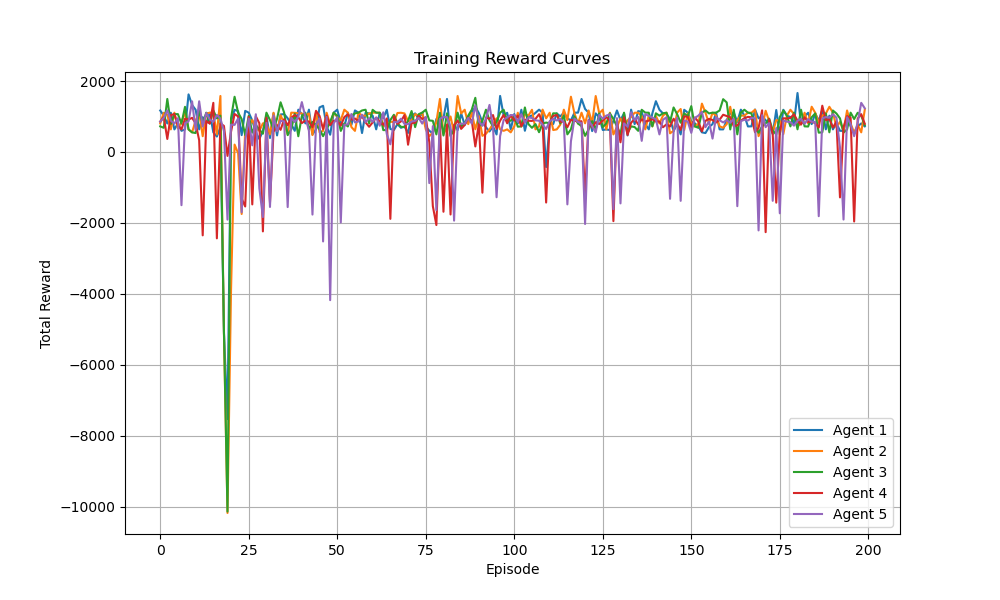 Training Reward Curves
Total Reward
2000
0
−2000
−4000
−6000
−8000
−10000
0 25 50 75 100 125 150 175 200
Episode
Agent 1
Agent 2
Agent 3
Agent 4
Agent 5